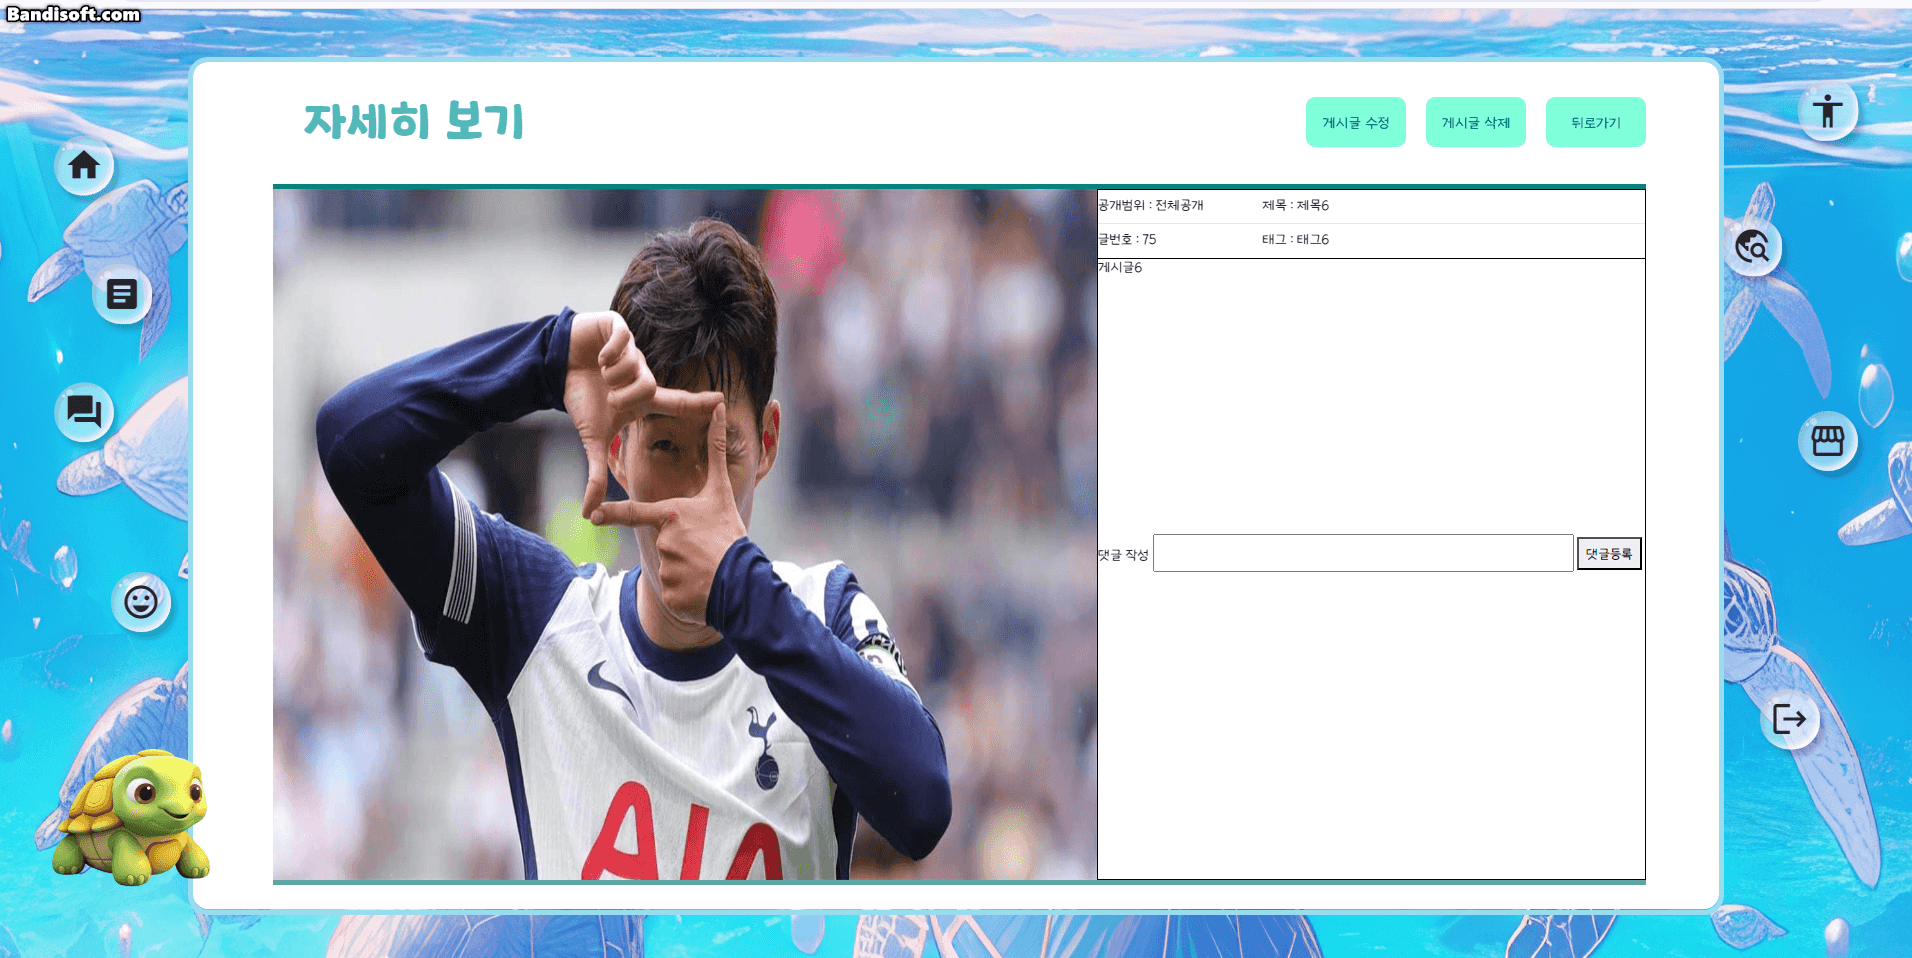 Bandisoft.com
자세히 보기
게시글 수정 게시글 삭제 뒤로가기
공개범위 : 전체공개 제목 : 제목6
글번호 : 75 태그 : 태그6
게시글6
댓글 작성 댓글등록
AIA